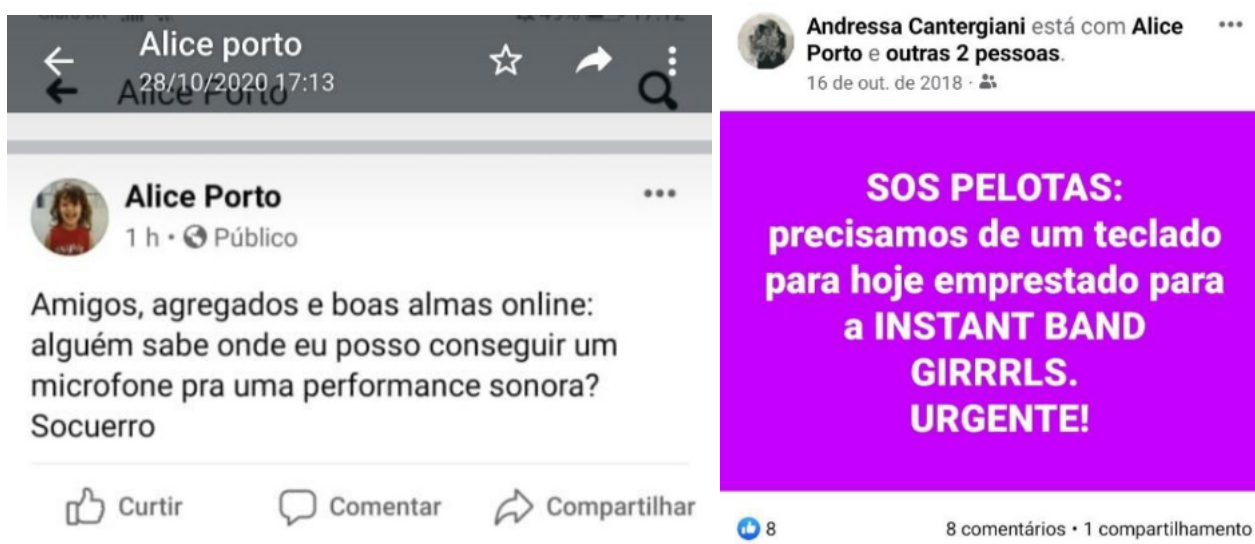 Alice porto
28/10/2020 17:13
Alice Porto
Alice Porto
1 h • Público
Amigos, agregados e boas almas online:
alguém sabe onde eu posso conseguir um
microfone pra uma performance sonora?
Socuerro
Curtir Comentar Compartilhar
Andressa Cantergiani está com Alice
Porto e outras 2 pessoas.
16 de out. de 2018 ·
SOS PELOTAS:
precisamos de um teclado
para hoje emprestado para
a INSTANT BAND
GIRRRLS.
URGENTE!
8
8 comentários • 1 compartilhamento